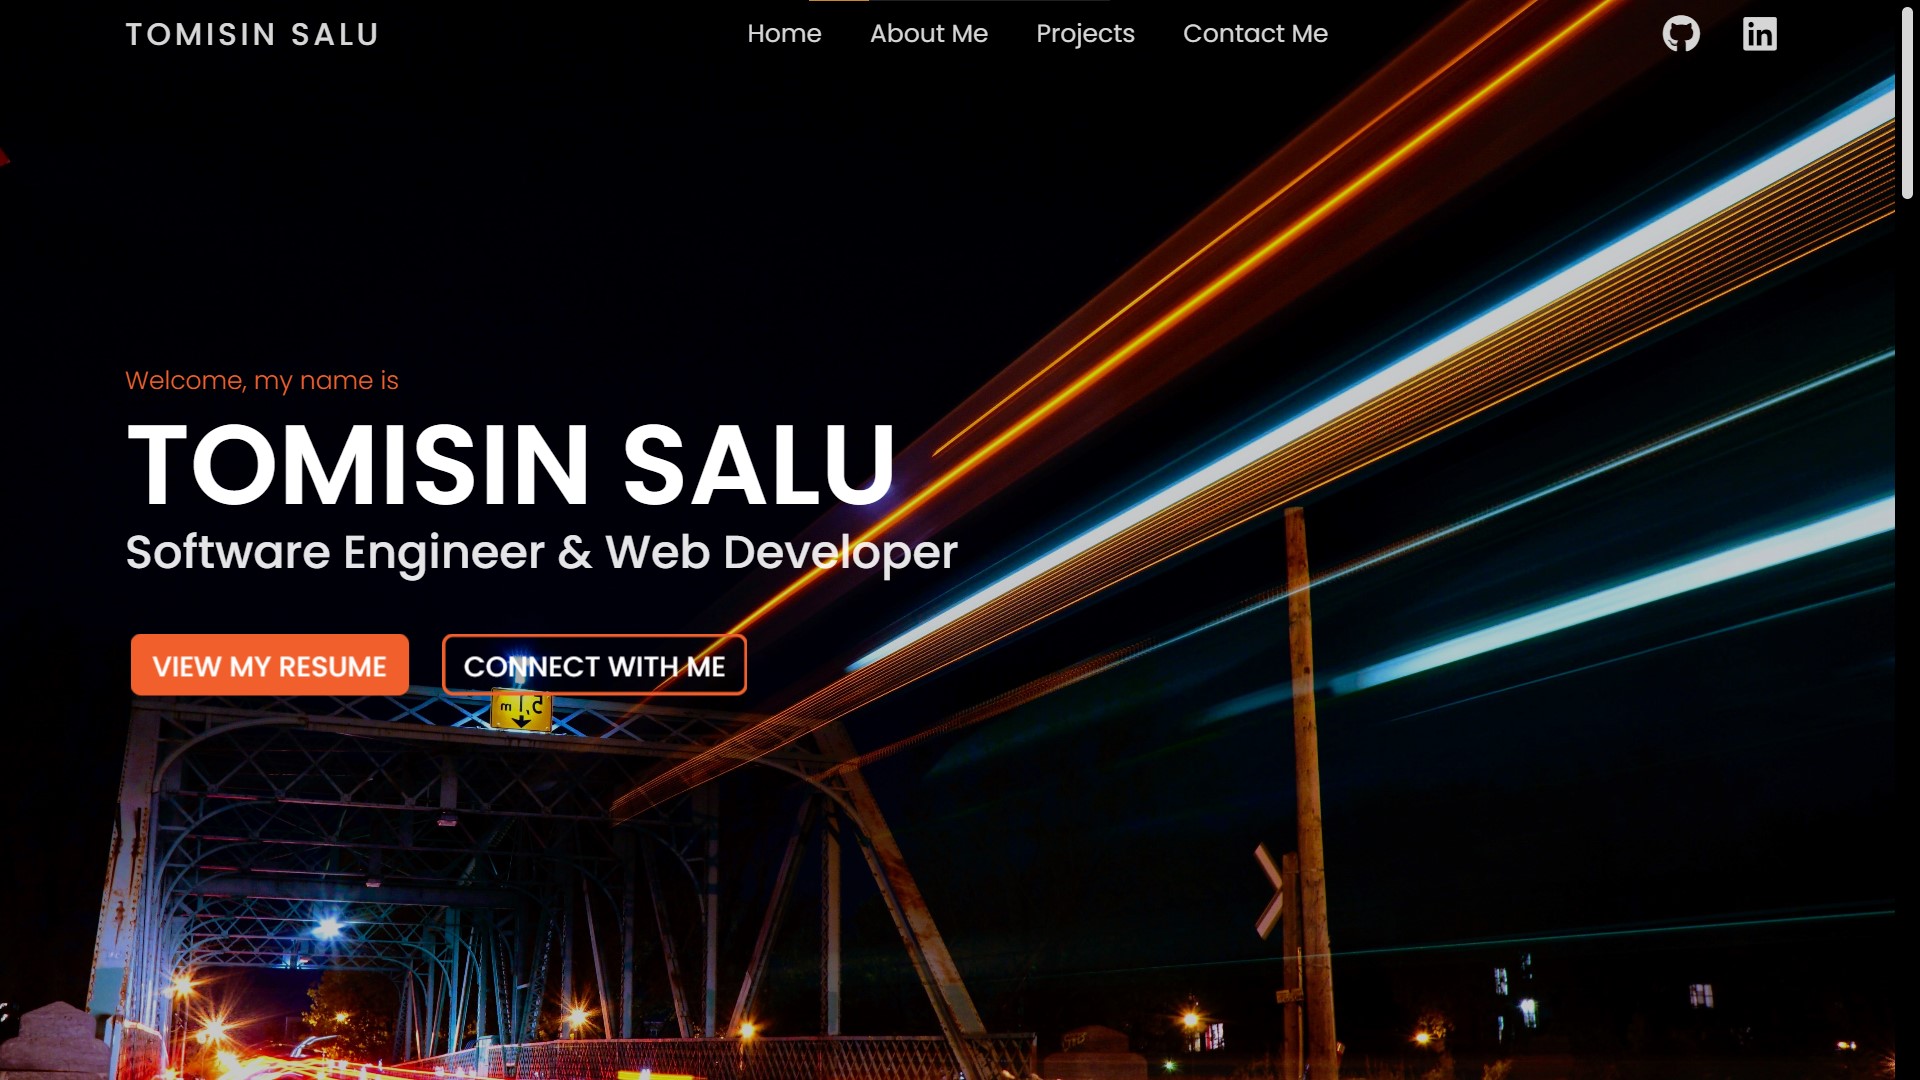 TOMISIN SALU
Home
About Me
Projects
Contact Me
Welcome, my name is
TOMISIN SALU
Software Engineer & Web Developer
VIEW MY RESUME
CONNECT WITH ME